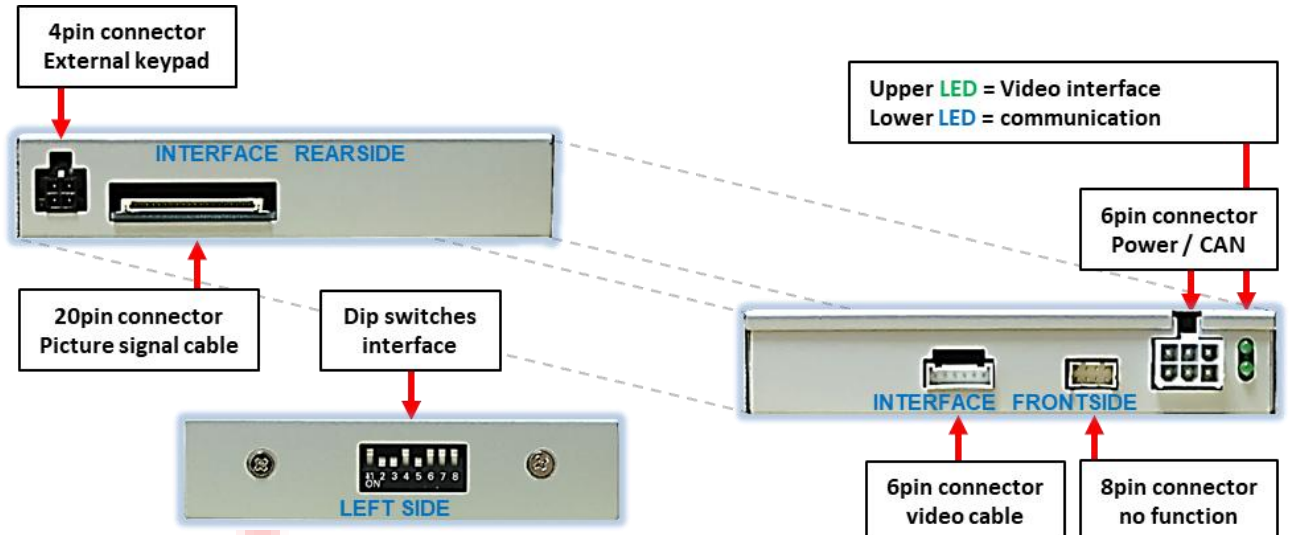 4pin connector
External keypad
Upper LED = Video interface
Lower LED = communication
INTERFACE REARSIDE
6pin connector
Power / CAN
20pin connector
Picture signal cable
Dip switches
interface
1 2 3 4 5 6 7 8
ON
LEFT SIDE
INTERFACE FRONTSIDE
6pin connector
video cable
8pin connector
no function